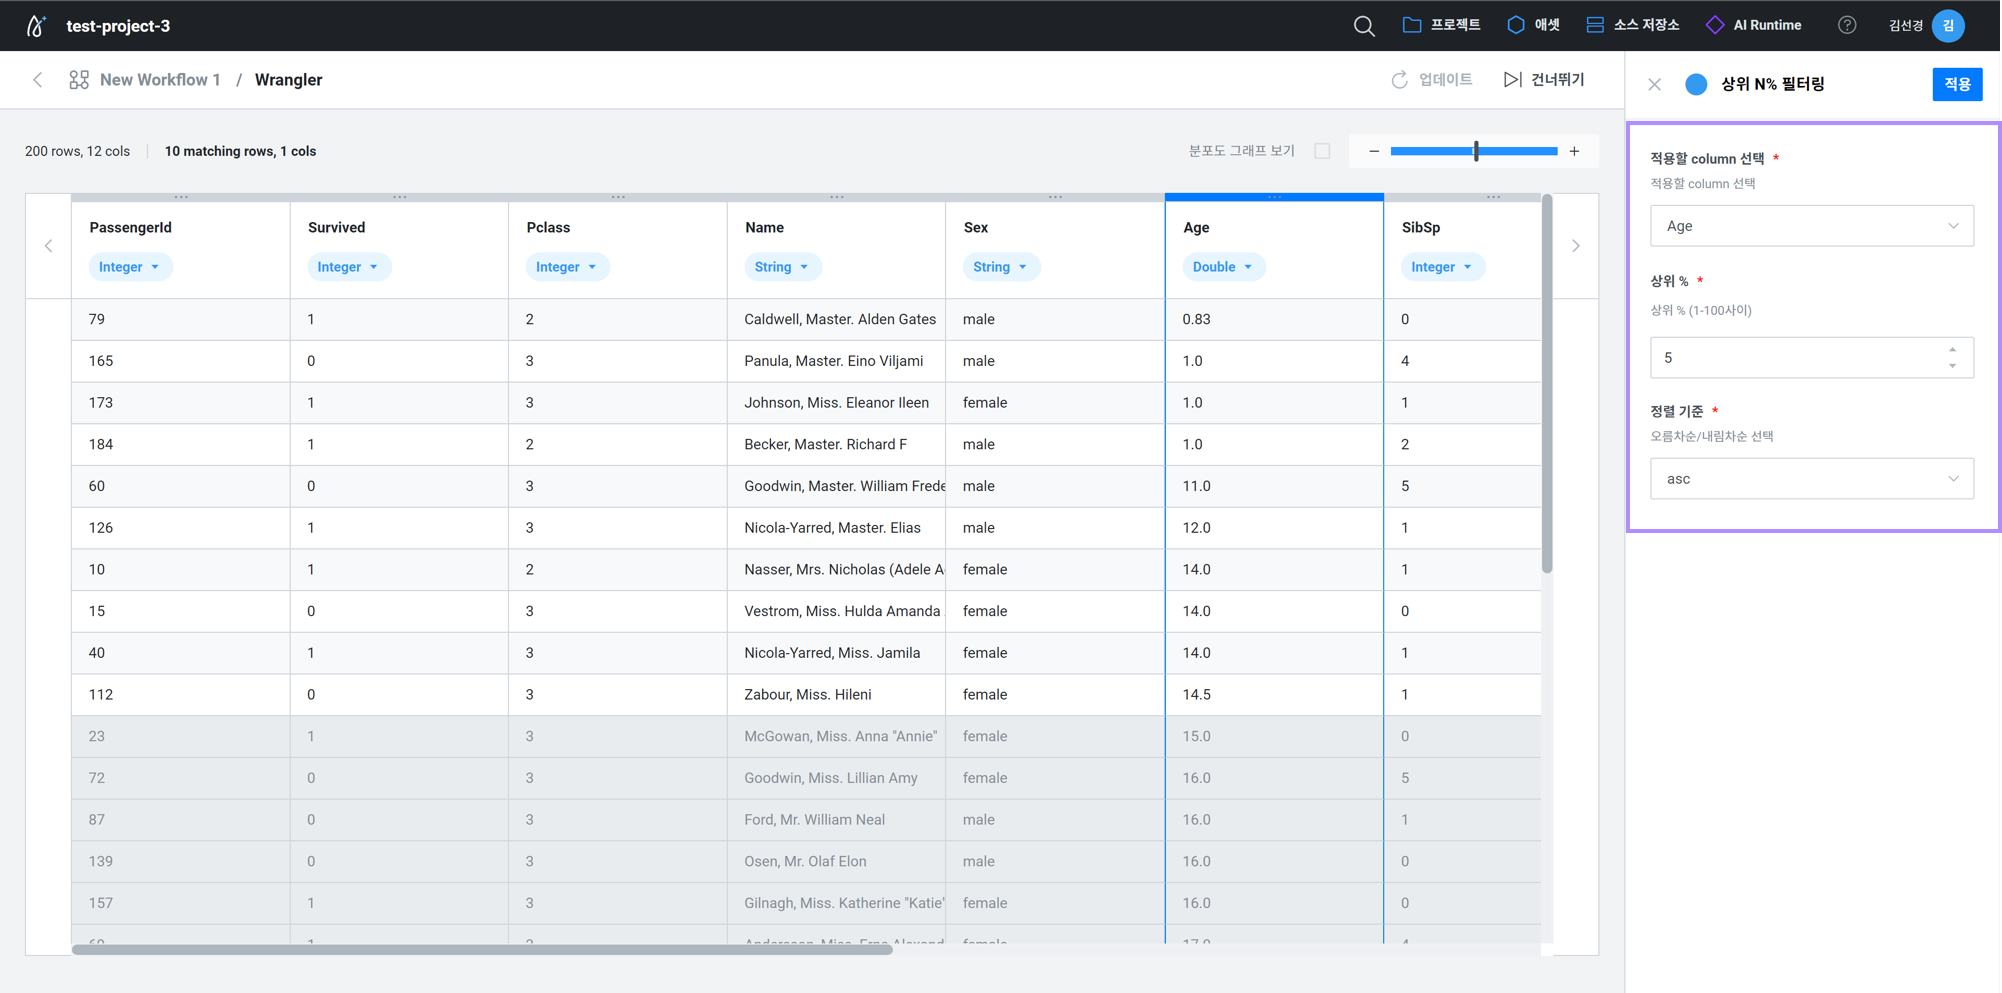 test-project-3
프로젝트
애셋
소스 저장소
AI Runtime
?
김선경
김
New Workflow 1 / Wrangler
업데이트
건너뛰기
상위 N% 필터링
적용
200 rows, 12 cols
10 matching rows, 1 cols
분포도 그래프 보기
PassengerId Survived Pclass Name Sex Age SibSp
Integer Integer Integer String String Double Integer
79 1 2 Caldwell, Master. Alden Gates male 0.83 0
165 0 3 Panula, Master. Eino Viljami male 1.0 4
173 1 3 Johnson, Miss. Eleanor Ileen female 1.0 1
184 1 2 Becker, Master. Richard F male 1.0 2
60 0 3 Goodwin, Master. William Frede male 11.0 5
126 1 3 Nicola-Yarred, Master. Elias male 12.0 1
10 1 2 Nasser, Mrs. Nicholas (Adele A female 14.0 1
15 0 3 Vestrom, Miss. Hulda Amanda female 14.0 0
40 1 3 Nicola-Yarred, Miss. Jamila female 14.0 1
112 0 3 Zabour, Miss. Hileni female 14.5 1
23 1 3 McGowan, Miss. Anna "Annie" female 15.0 0
72 0 3 Goodwin, Miss. Lillian Amy female 16.0 5
87 0 3 Ford, Mr. William Neal male 16.0 1
139 0 3 Osen, Mr. Olaf Elon male 16.0 0
157 1 3 Gilnagh, Miss. Katherine "Katie" female 16.0 0
적용할 column 선택 *
적용할 column 선택
Age
상위 % *
상위 % (1-100사이)
5
정렬 기준 *
오름차순/내림차순 선택
asc